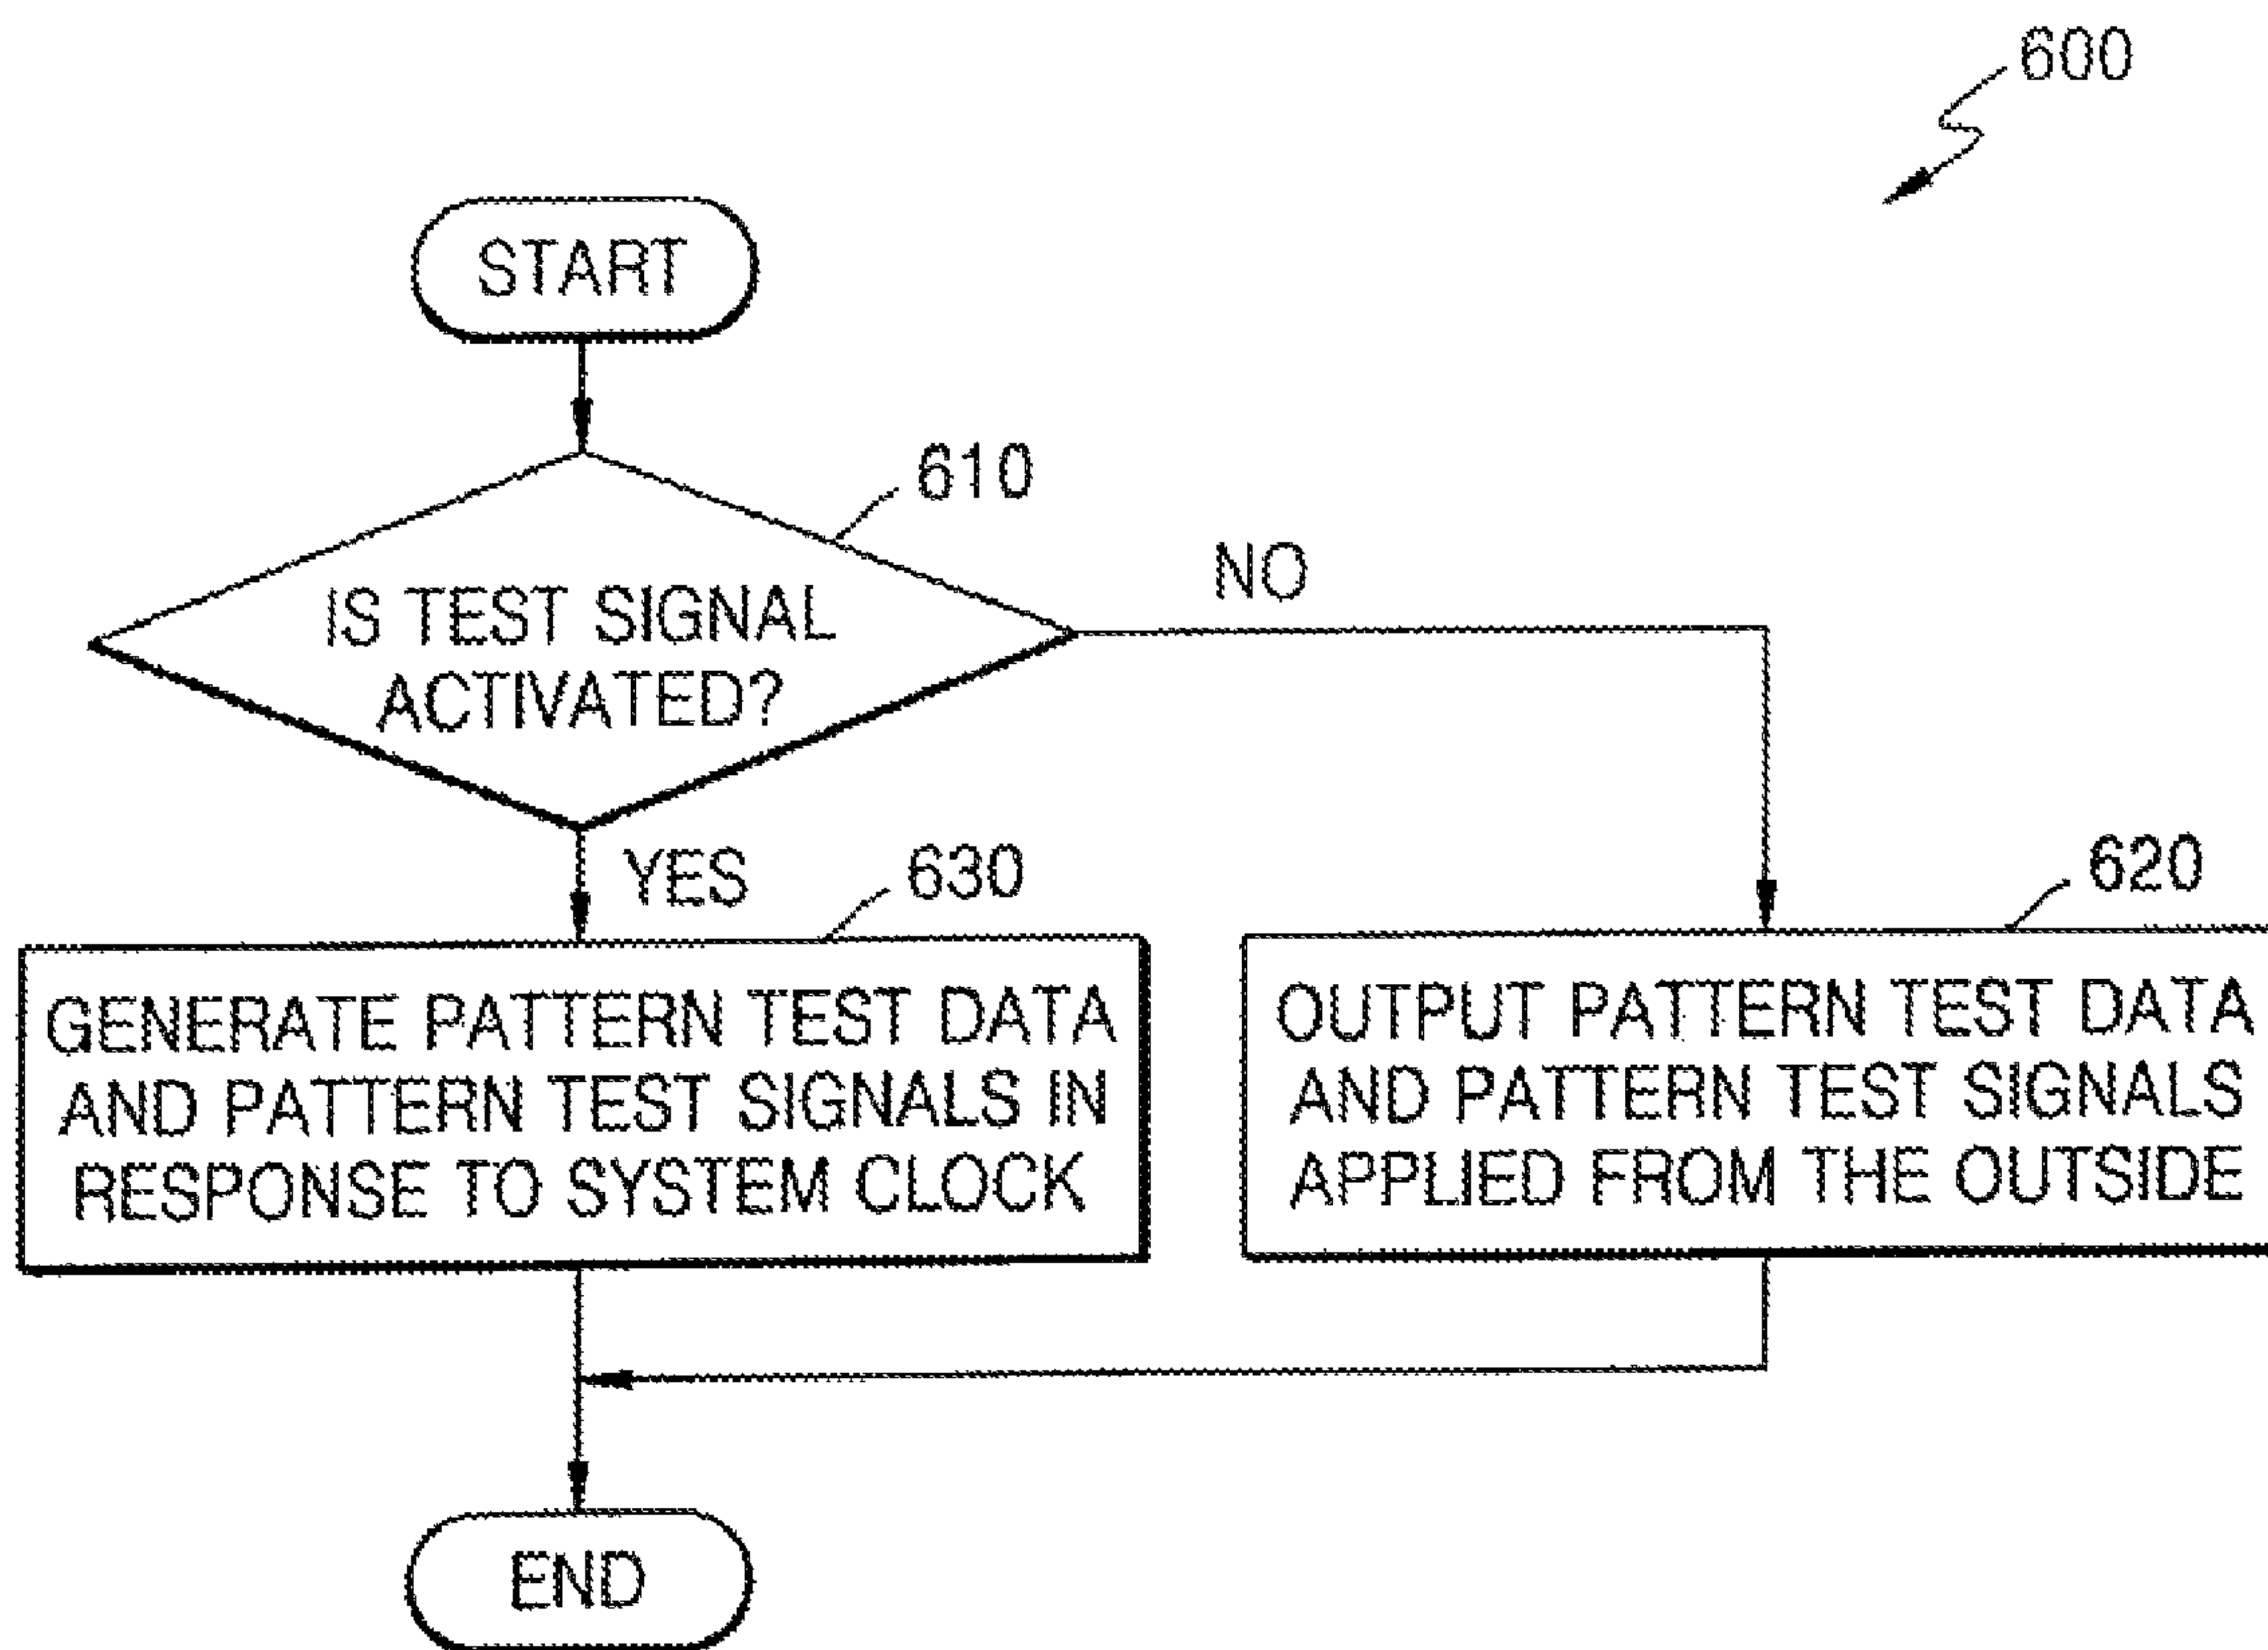 600
START
610
IS TEST SIGNAL
ACTIVATED?
NO
YES
630
620
GENERATE PATTERN TEST DATA
AND PATTERN TEST SIGNALS IN
RESPONSE TO SYSTEM CLOCK
OUTPUT PATTERN TEST DATA
AND PATTERN TEST SIGNALS
APPLIED FROM THE OUTSIDE
END